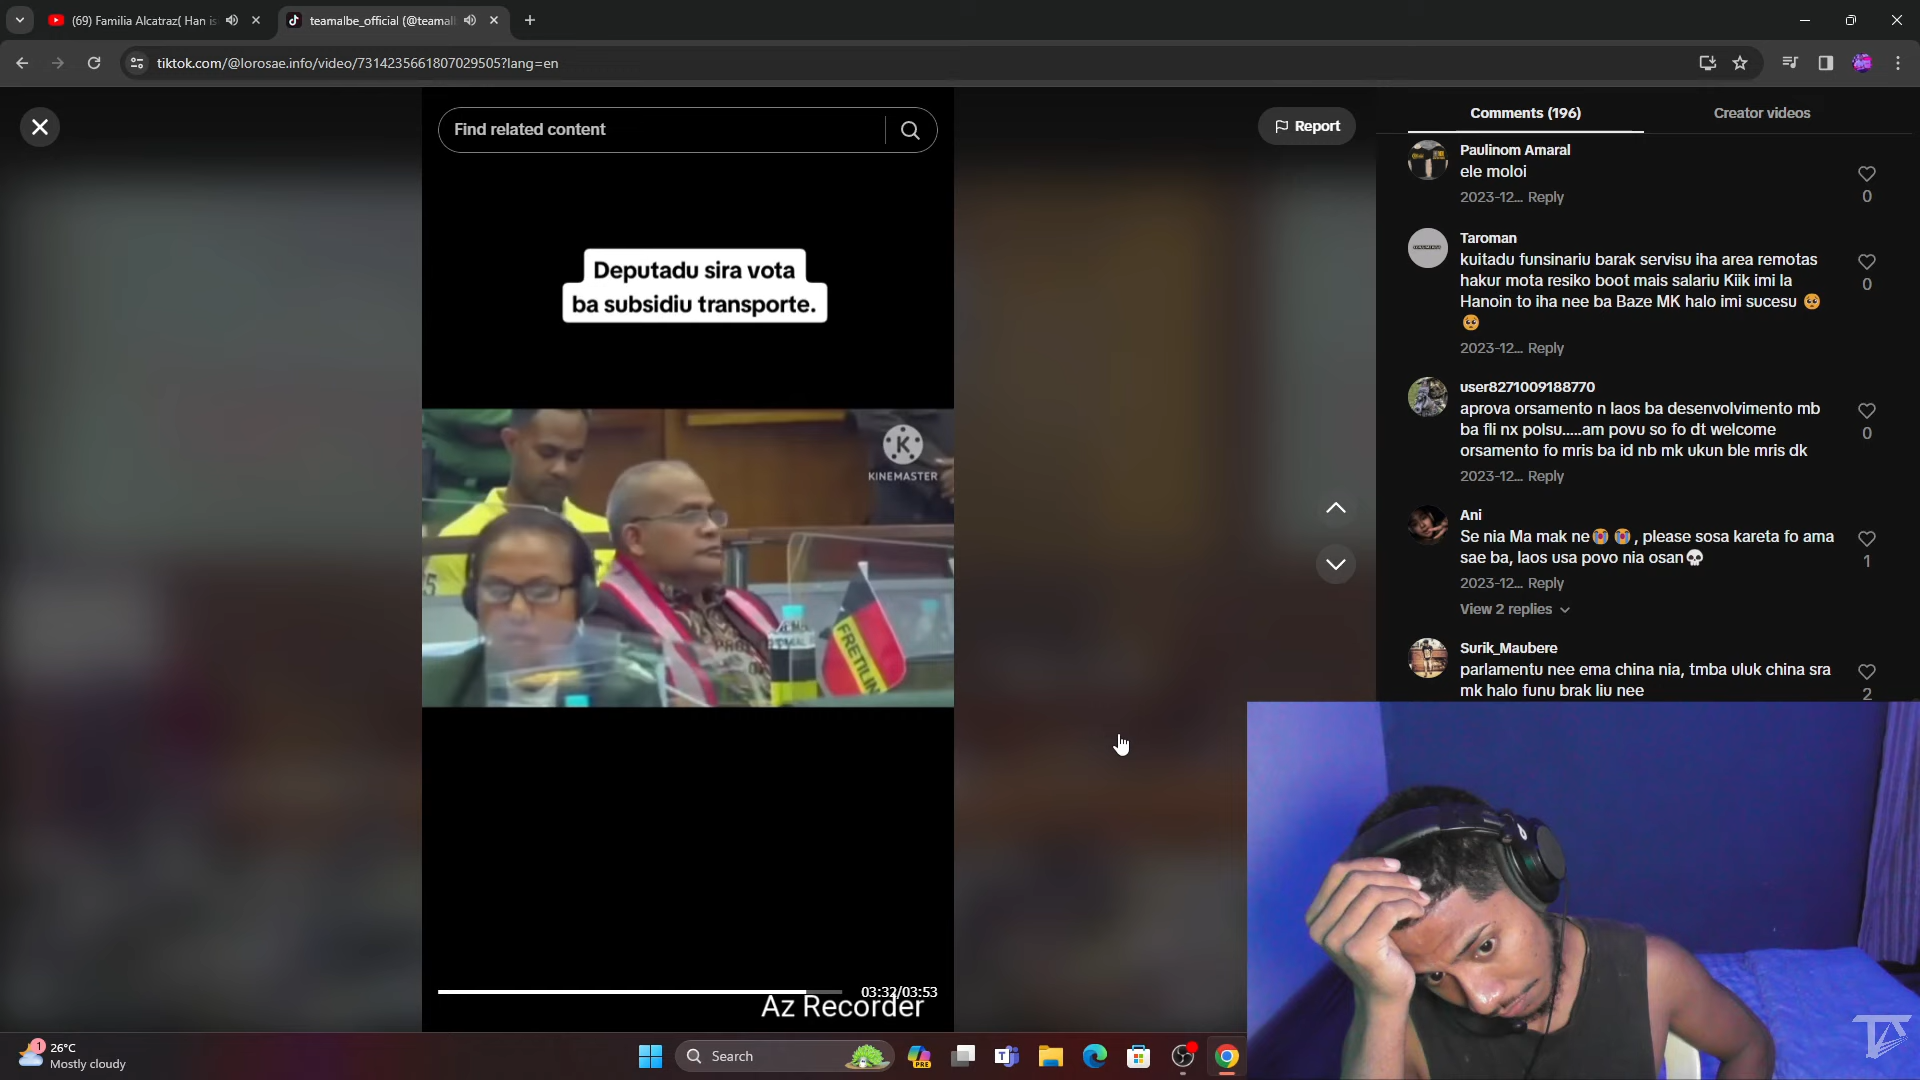 (69) Familia Alcatraz( Han is
teamalbe_official (@teamal
tiktok.com/@lorosae.info/video/7314235661807029505?lang=en
Find related content
Report
Comments (196)
Creator videos
Deputadu sira vota
ba subsidiu transporte.
K
KINEMASTER
FRETILIN
03:32/03:53
Az Recorder
Paulinom Amaral
ele moloi
0
2023-12... Reply
Taroman
kuitadu funsinariu barak servisu iha area remotas
hakur mota resiko boot mais salariu Kiik imi la
0
Hanoin to iha nee ba Baze MK halo imi sucesu 🥺
🥺
2023-12... Reply
user8271009188770
aprova orsamento n laos ba desenvolvimento mb
ba fli nx polsu.....am povu so fo dt welcome
0
orsamento fo mris ba id nb mk ukun ble mris dk
2023-12... Reply
Ani
Se nia Ma mak ne😭😭, please sosa kareta fo ama
sae ba, laos usa povo nia osan💀
1
2023-12... Reply
View 2 replies
Surik_Maubere
parlamentu nee ema china nia, tmba uluk china sra
mk halo funu brak liu nee
2
1
26°C
Mostly cloudy
Search
PRE